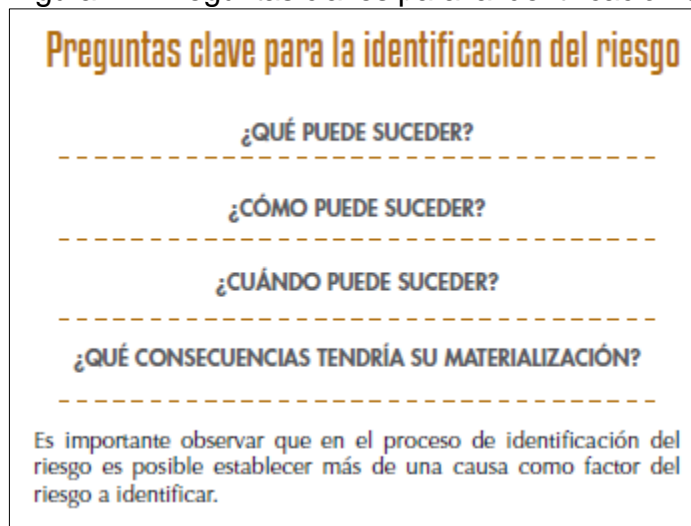 Preguntas clave para la identificación del riesgo
¿QUÉ PUEDE SUCEDER?
¿CÓMO PUEDE SUCEDER?
¿CUÁNDO PUEDE SUCEDER?
¿QUÉ CONSECUENCIAS TENDRÍA SU MATERIALIZACIÓN?
Es importante observar que en el proceso de identificación del
riesgo es posible establecer más de una causa como factor del
riesgo a identificar.